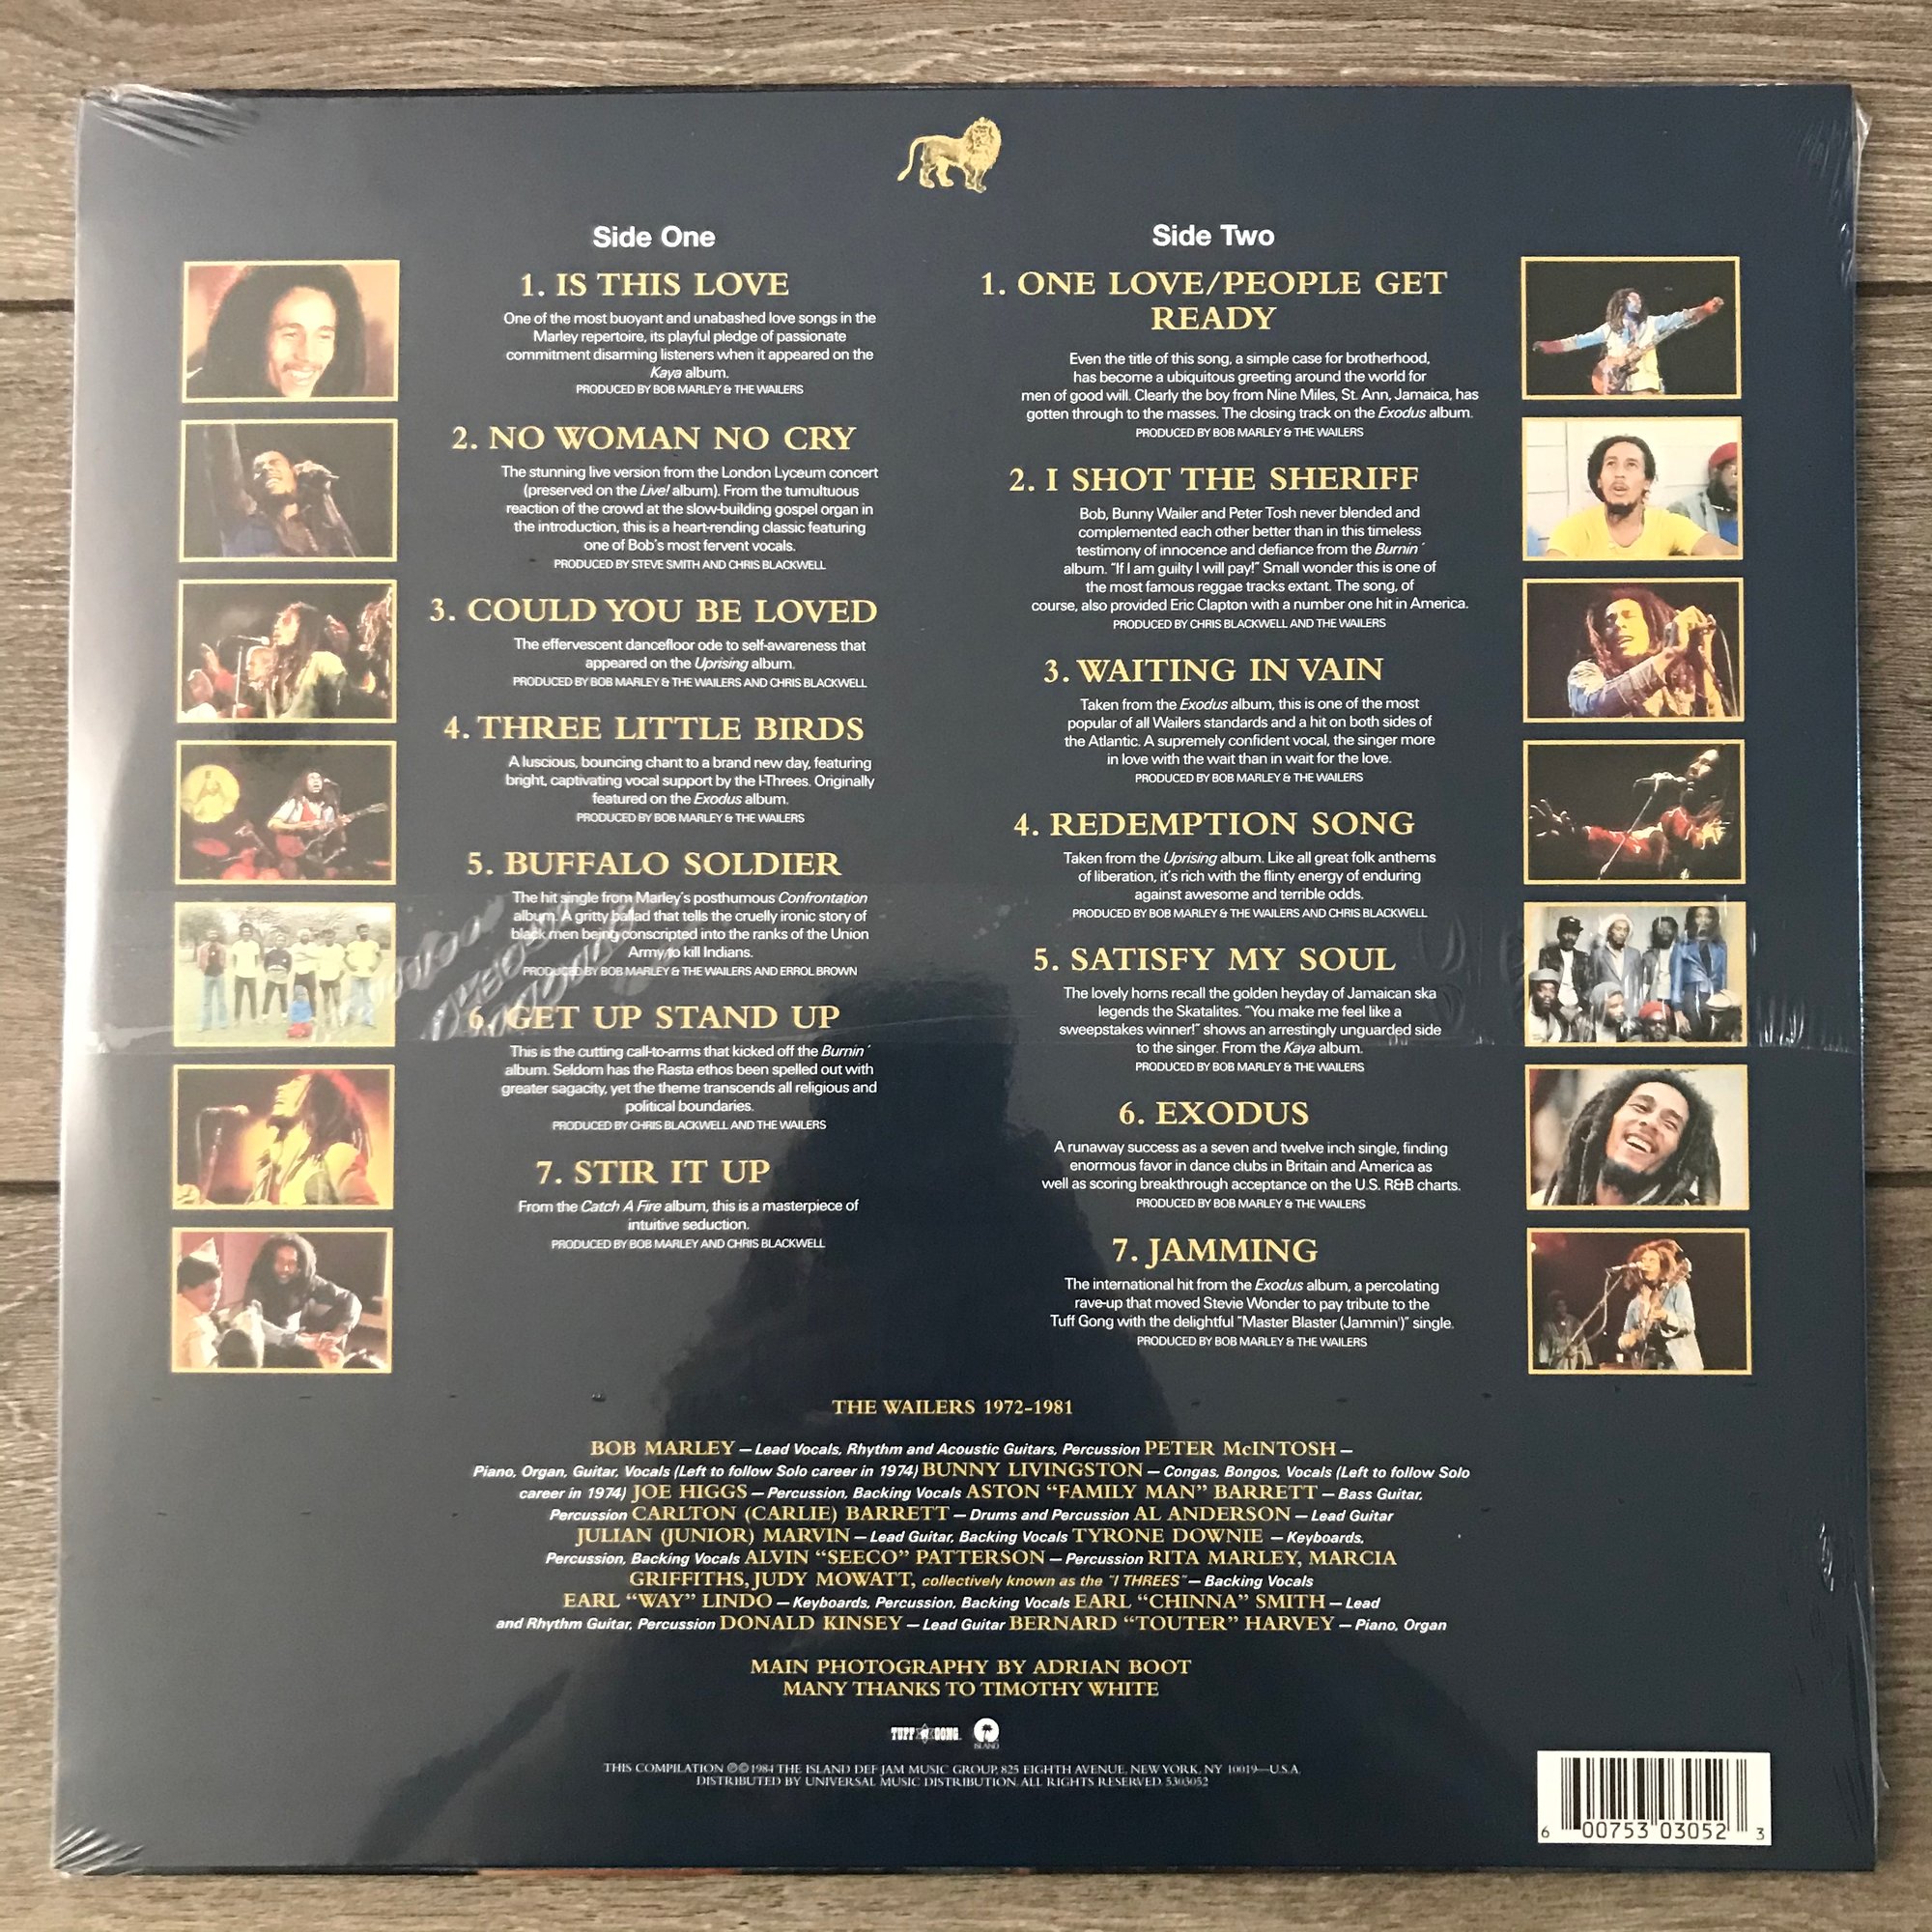 Side One
1. IS THIS LOVE
One of the most buoyant and unabashed love songs in the
Marley repertoire, its playful pledge of passionate
commitment disarming listeners when it appeared on the
Kaya album.
PRODUCED BY BOB MARLEY & THE WAILERS
2. NO WOMAN NO CRY
The stunning live version from the London Lyceum concert
(preserved on the Live! album). From the tumultuous
reaction of the crowd at the slow-building gospel organ in
the introduction, this is a heart-rending classic featuring
one of Bob's most fervent vocals.
PRODUCED BY STEVE SMITH AND CHRIS BLACKWELL
3. COULD YOU BE LOVED
The effervescent dancefloor ode to self-awareness that
appeared on the Uprising album.
PRODUCED BY BOB MARLEY & THE WAILERS AND CHRIS BLACKWELL
4. THREE LITTLE BIRDS
A luscious, bouncing chant to a brand new day, featuring
bright, captivating vocal support by the I-Threes. Originally
featured on the Exodus album.
PRODUCED BY BOB MARLEY & THE WAILERS
5. BUFFALO SOLDIER
The hit single from Marley's posthumous Confrontation
album. A gritty ballad that tells the cruelly ironic story of
black men being conscripted into the ranks of the Union
Army to kill Indians.
PRODUCED BY BOB MARLEY & THE WAILERS AND ERROL BROWN
6. GET UP STAND UP
This is the cutting call-to-arms that kicked off the Burnin´
album. Seldom has the Rasta ethos been spelled out with
greater sagacity, yet the theme transcends all religious and
political boundaries.
PRODUCED BY CHRIS BLACKWELL AND THE WAILERS
7. STIR IT UP
From the Catch A Fire album, this is a masterpiece of
intuitive seduction.
PRODUCED BY BOB MARLEY AND CHRIS BLACKWELL
Side Two
1. ONE LOVE/PEOPLE GET
READY
Even the title of this song, a simple case for brotherhood,
has become a ubiquitous greeting around the world for
men of good will. Clearly the boy from Nine Miles, St. Ann, Jamaica, has
gotten through to the masses. The closing track on the Exodus album.
PRODUCED BY BOB MARLEY & THE WAILERS
2. I SHOT THE SHERIFF
Bob, Bunny Wailer and Peter Tosh never blended and
complemented each other better than in this timeless
testimony of innocence and defiance from the Burnin´
album. "If I am guilty I will pay!" Small wonder this is one of
the most famous reggae tracks extant. The song, of
course, also provided Eric Clapton with a number one hit in America.
PRODUCED BY CHRIS BLACKWELL AND THE WAILERS
3. WAITING IN VAIN
Taken from the Exodus album, this is one of the most
popular of all Wailers standards and a hit on both sides of
the Atlantic. A supremely confident vocal, the singer more
in love with the wait than in wait for the love.
PRODUCED BY BOB MARLEY & THE WAILERS
4. REDEMPTION SONG
Taken from the Uprising album. Like all great folk anthems
of liberation, it's rich with the flinty energy of enduring
against awesome and terrible odds.
PRODUCED BY BOB MARLEY & THE WAILERS AND CHRIS BLACKWELL
5. SATISFY MY SOUL
The lovely horns recall the golden heyday of Jamaican ska
legends the Skatalites. "You make me feel like a
sweepstakes winner!" shows an arrestingly unguarded side
to the singer. From the Kaya album.
PRODUCED BY BOB MARLEY & THE WAILERS
6. EXODUS
A runaway success as a seven and twelve inch single, finding
enormous favor in dance clubs in Britain and America as
well as scoring breakthrough acceptance on the U.S. R&B charts.
PRODUCED BY BOB MARLEY & THE WAILERS
7. JAMMING
The international hit from the Exodus album, a percolating
rave-up that moved Stevie Wonder to pay tribute to the
Tuff Gong with the delightful "Master Blaster (Jammin')" single.
PRODUCED BY BOB MARLEY & THE WAILERS
THE WAILERS 1972-1981
BOB MARLEY – Lead Vocals, Rhythm and Acoustic Guitars, Percussion PETER McINTOSH –
Piano, Organ, Guitar, Vocals (Left to follow Solo career in 1974) BUNNY LIVINGSTON – Congas, Bongos, Vocals (Left to follow Solo
career in 1974) JOE HIGGS – Percussion, Backing Vocals ASTON "FAMILY MAN" BARRETT – Bass Guitar,
Percussion CARLTON (CARLIE) BARRETT – Drums and Percussion AL ANDERSON – Lead Guitar
JULIAN (JUNIOR) MARVIN – Lead Guitar, Backing Vocals TYRONE DOWNIE – Keyboards,
Percussion, Backing Vocals ALVIN "SEECO" PATTERSON – Percussion RITA MARLEY, MARCIA
GRIFFITHS, JUDY MOWATT, collectively known as the "I THREES" – Backing Vocals
EARL "WAY" LINDO – Keyboards, Percussion, Backing Vocals EARL "CHINNA" SMITH – Lead
and Rhythm Guitar, Percussion DONALD KINSEY – Lead Guitar BERNARD "TOUTER" HARVEY – Piano, Organ
MAIN PHOTOGRAPHY BY ADRIAN BOOT
MANY THANKS TO TIMOTHY WHITE
TUFF GONG
ISLAND
THIS COMPILATION ℗©1984 THE ISLAND DEF JAM MUSIC GROUP, 825 EIGHTH AVENUE, NEW YORK, NY 10019—U.S.A.
DISTRIBUTED BY UNIVERSAL MUSIC DISTRIBUTION. ALL RIGHTS RESERVED. 5303052
6 00753 03052 3